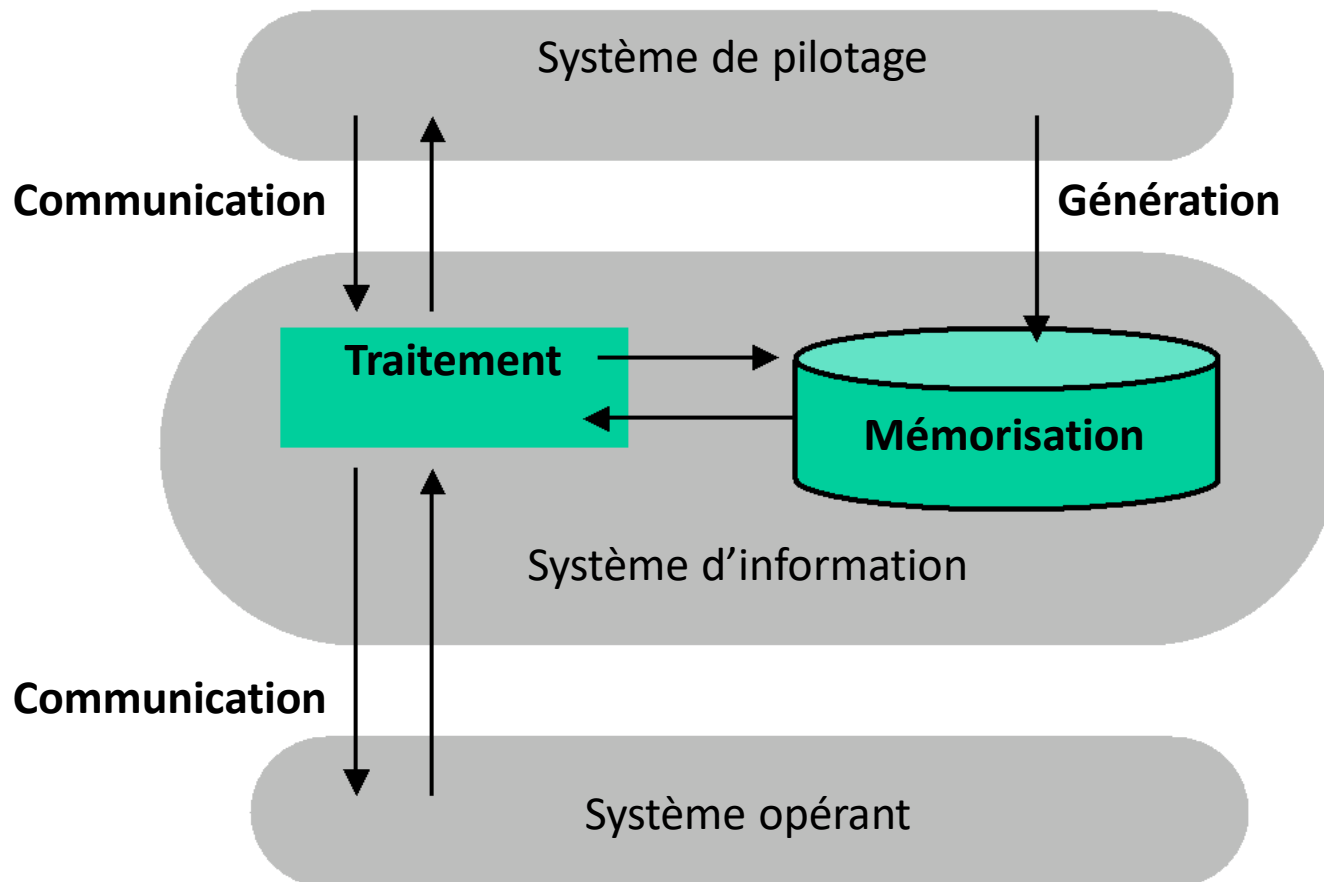 Système de pilotage
Communication
Génération
Traitement
Mémorisation
Système d’information
Communication
Système opérant